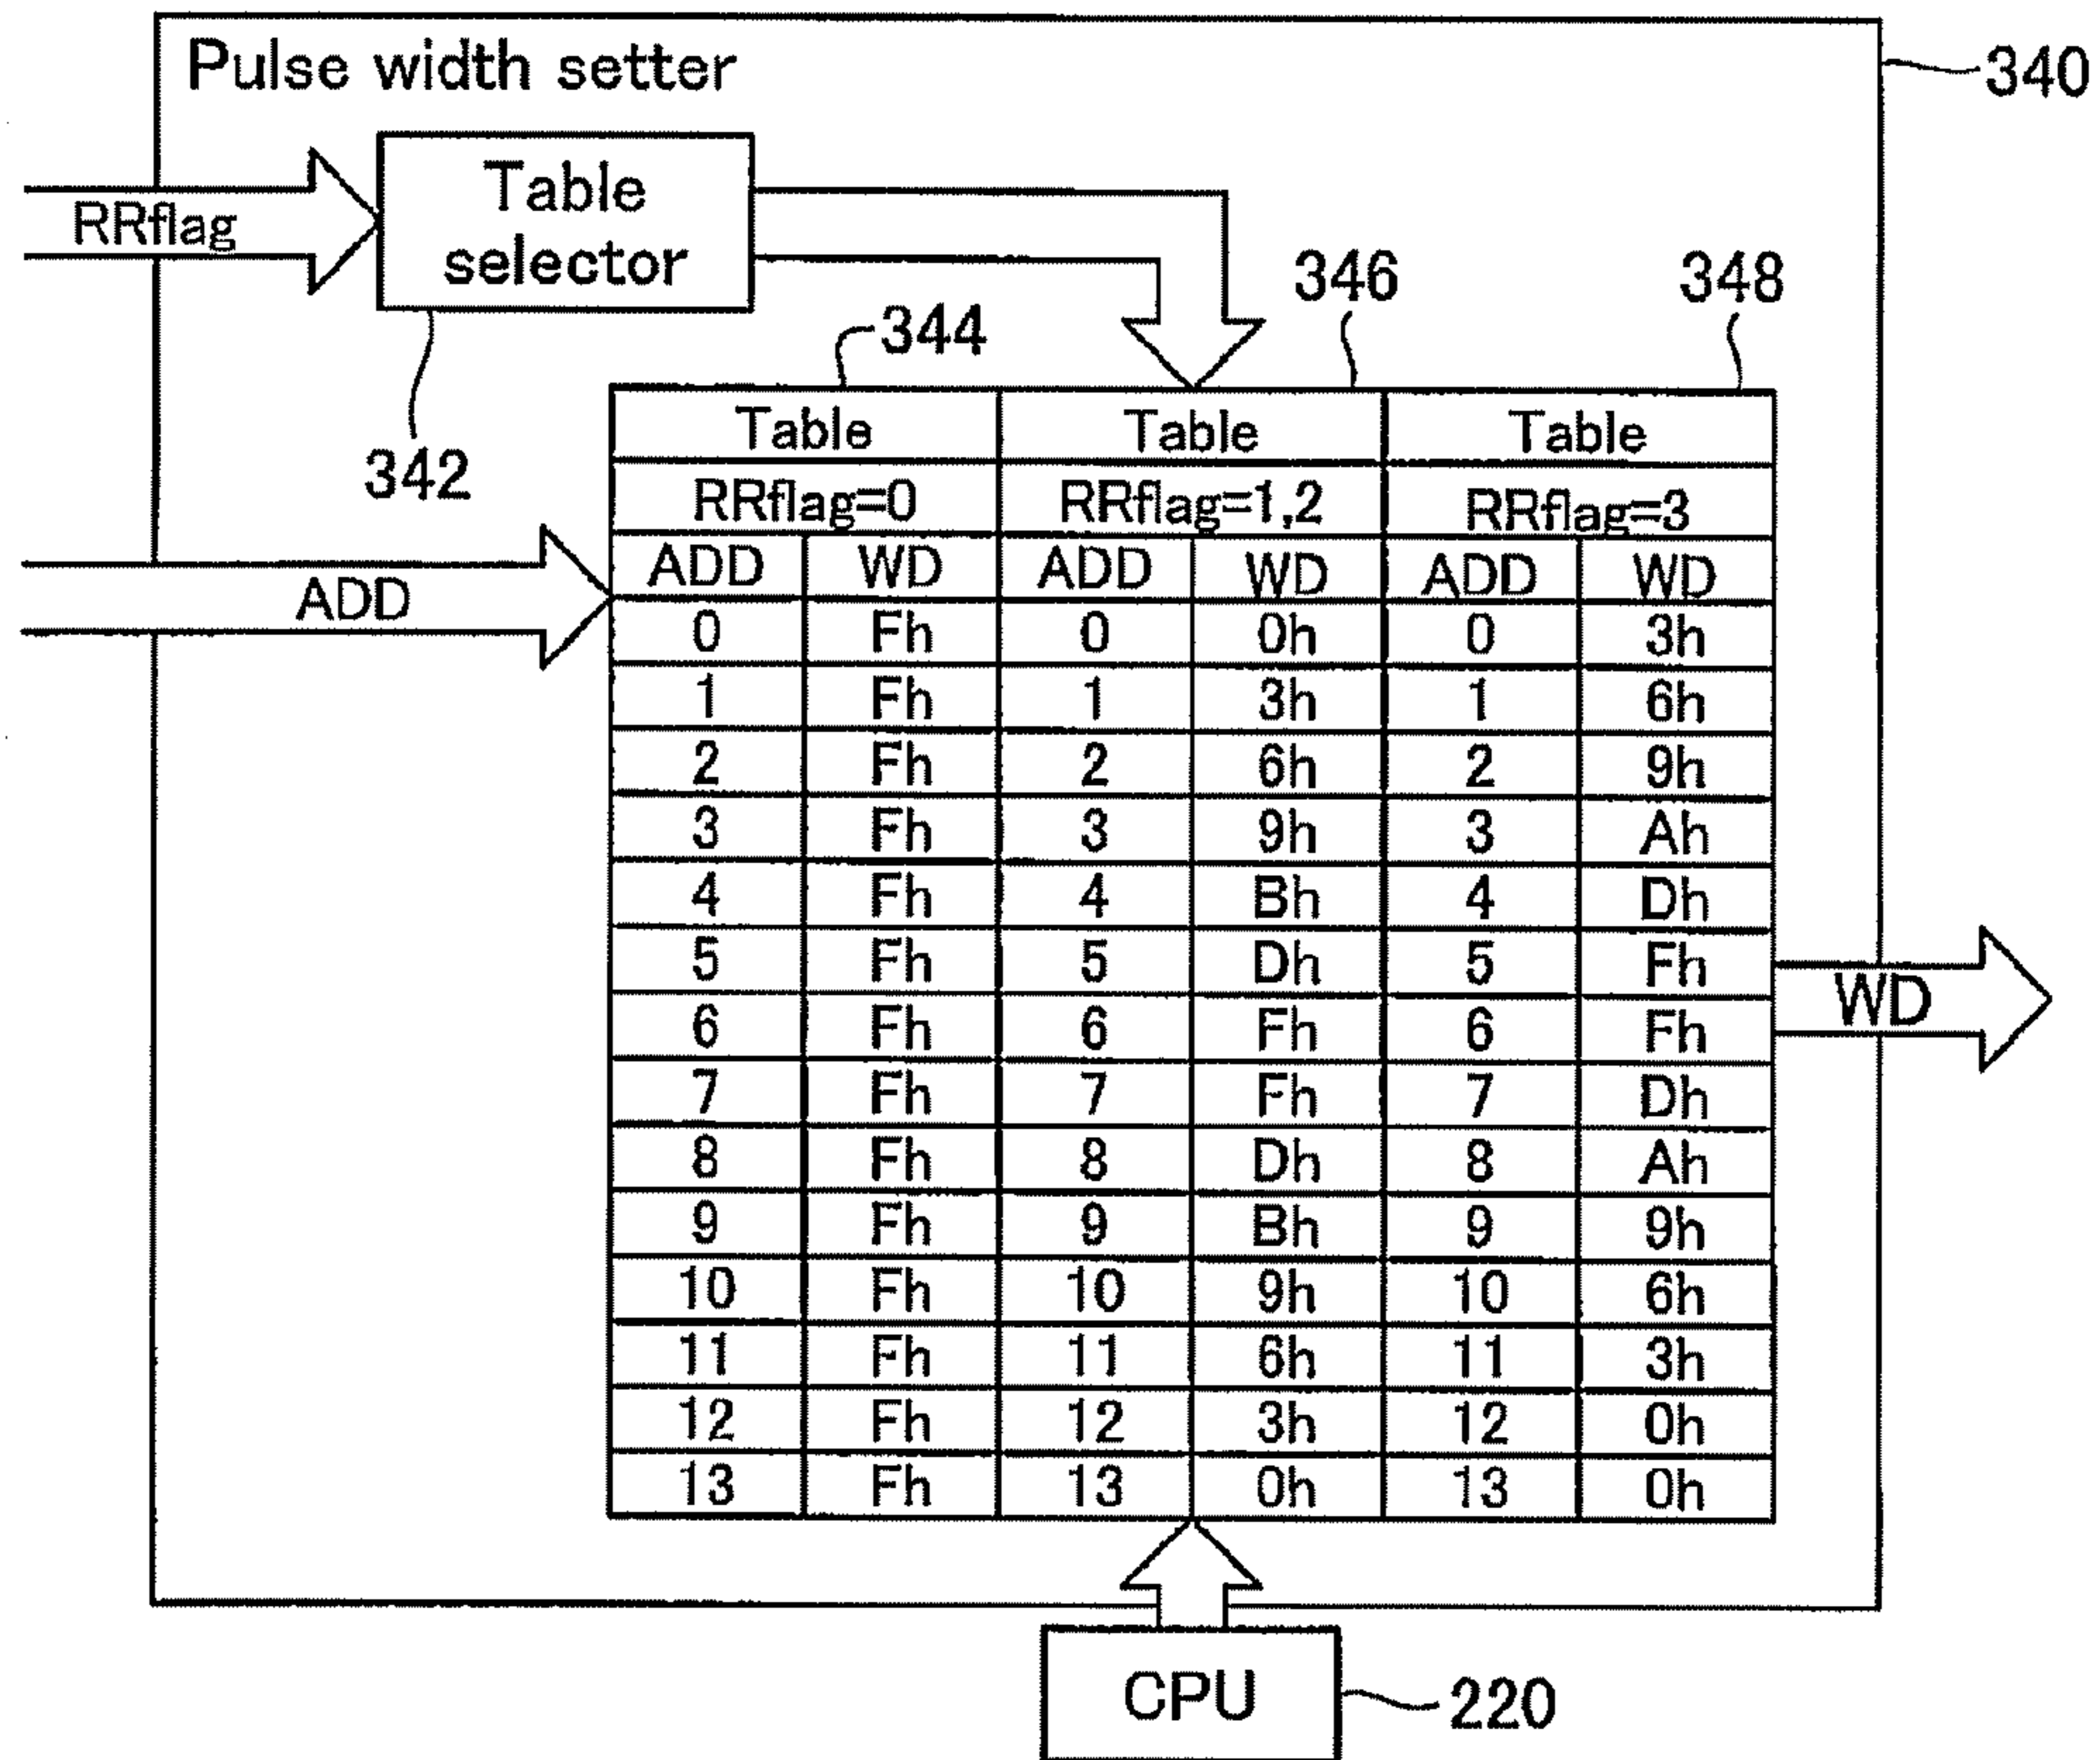 Pulse width setter
340
RRflag
Table
selector
346
348
344
342
Table Table Table
RRflag=0 RRflag=1,2 RRflag=3
ADD WD ADD WD ADD WD
ADD
0 Fh 0 0h 0 3h
1 Fh 1 3h 1 6h
2 Fh 2 6h 2 9h
3 Fh 3 9h 3 Ah
4 Fh 4 Bh 4 Dh
5 Fh 5 Dh 5 Fh
WD
6 Fh 6 Fh 6 Fh
7 Fh 7 Fh 7 Dh
8 Fh 8 Dh 8 Ah
9 Fh 9 Bh 9 9h
10 Fh 10 9h 10 6h
11 Fh 11 6h 11 3h
12 Fh 12 3h 12 0h
13 Fh 13 0h 13 0h
CPU
220